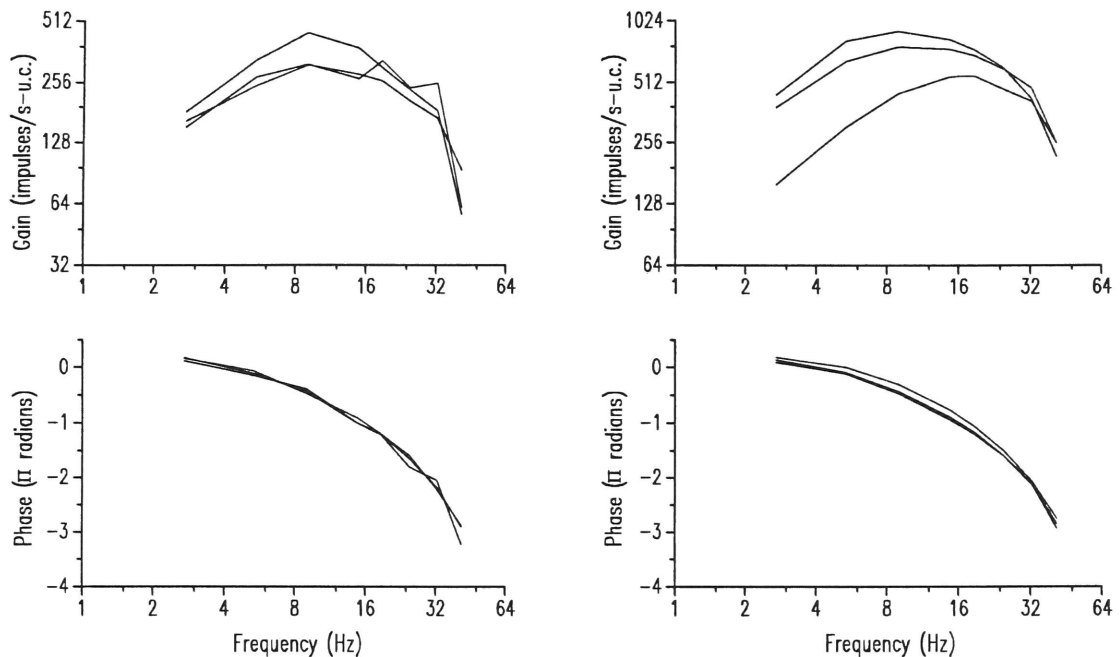 Gain (impulses/s-u.c.)
512
256
128
64
32
1 2 4 8 16 32 64
Gain (impulses/s-u.c.)
1024
512
256
128
64
1 2 4 8 16 32 64
Phase (Π radians)
0
-1
-2
-3
-4
1 2 4 8 16 32 64
Frequency (Hz)
Phase (Π radians)
0
-1
-2
-3
-4
1 2 4 8 16 32 64
Frequency (Hz)